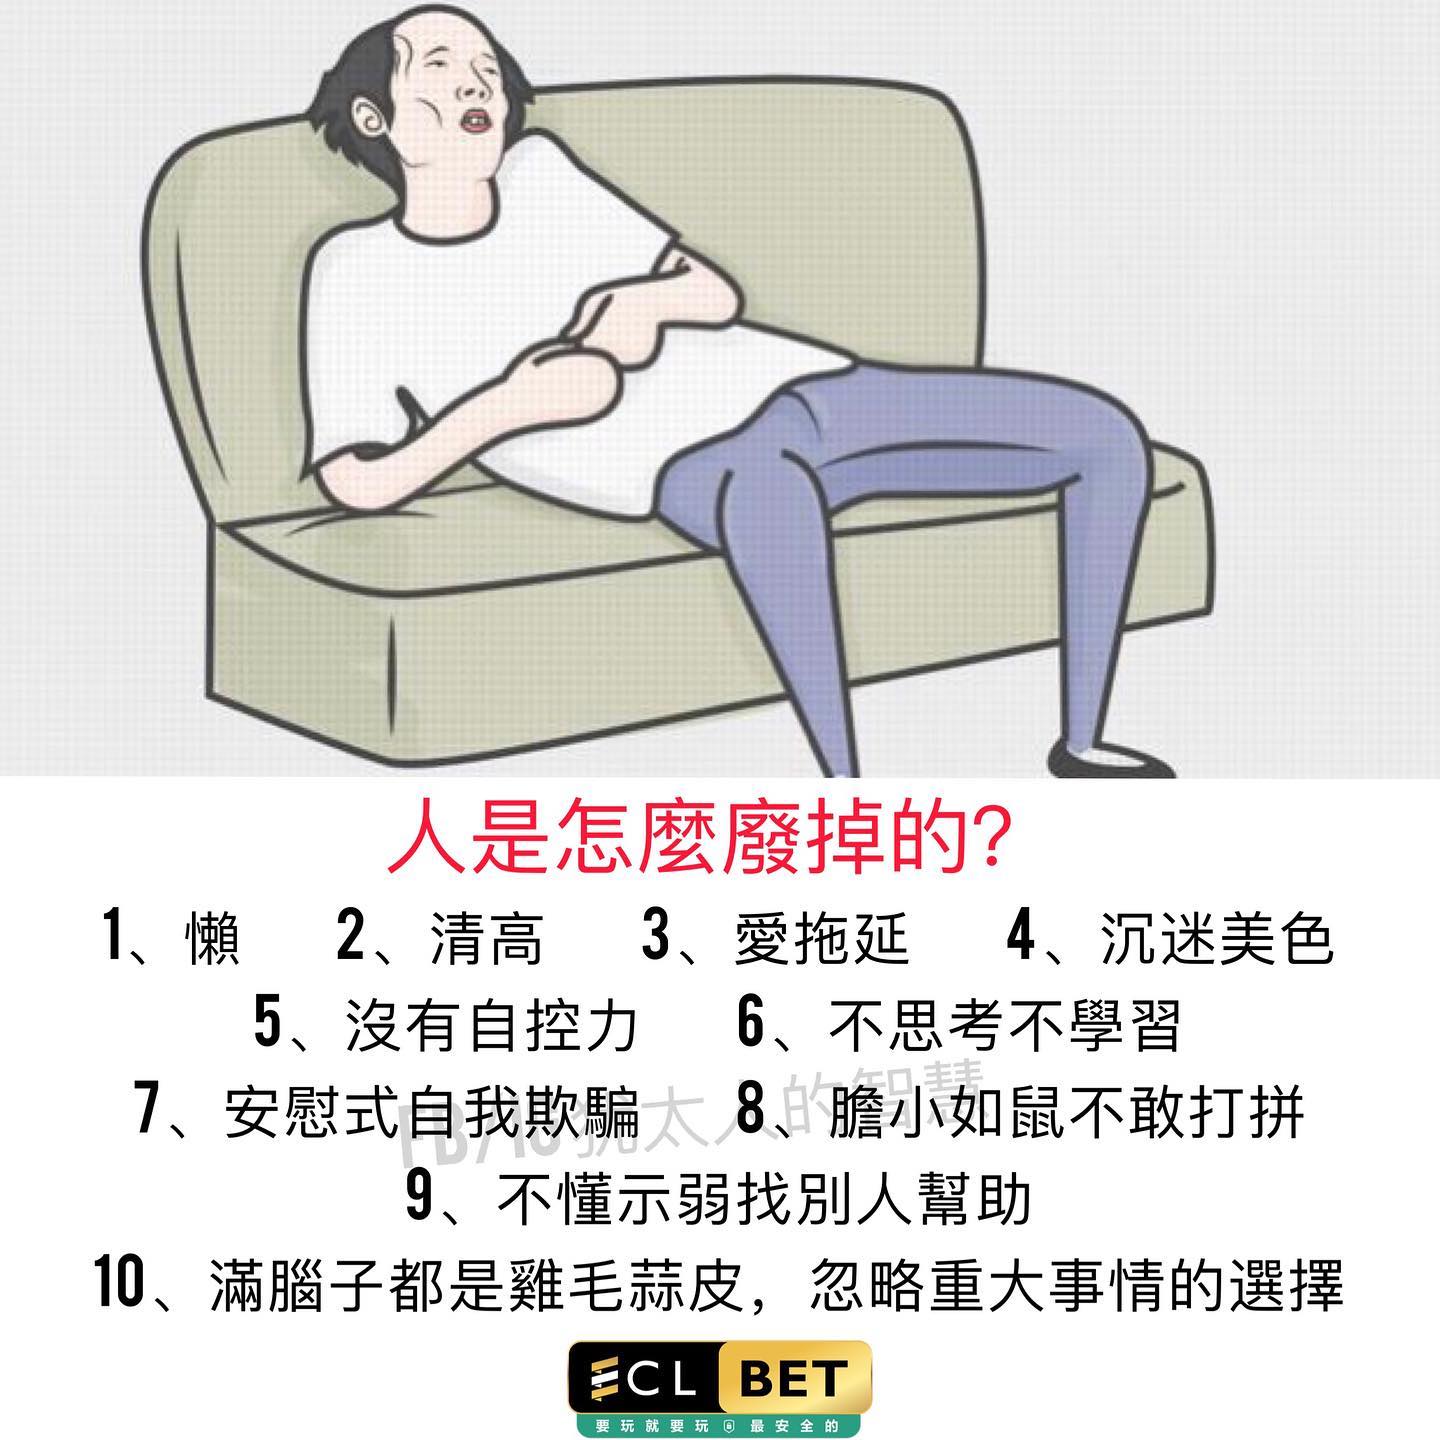 人是怎麼廢掉的?
1、懶 2、清高 3、愛拖延 4、沉迷美色
5、沒有自控力 6、不思考不學習
7、安慰式自我欺騙 8、膽小如鼠不敢打拼
FB/IG猶太人的智慧
9、不懂示弱找別人幫助
10、滿腦子都是雞毛蒜皮，忽略重大事情的選擇
ECL BET
要玩就要玩最安全的